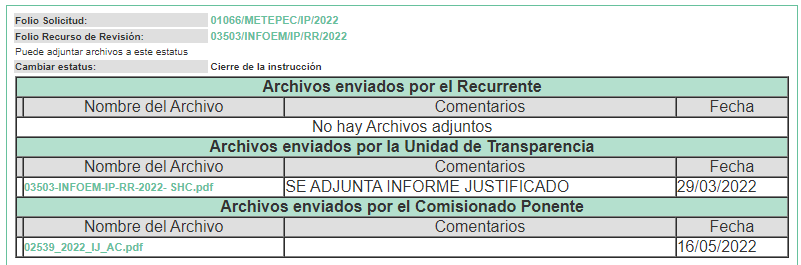 Folio Solicitud: 01066/METEPEC/IP/2022
Folio Recurso de Revisión: 03503/INFOEM/IP/RR/2022
Puede adjuntar archivos a este estatus
Cambiar estatus: Cierre de la instrucción
Archivos enviados por el Recurrente
Nombre del Archivo Comentarios Fecha
No hay Archivos adjuntos
Archivos enviados por la Unidad de Transparencia
Nombre del Archivo Comentarios Fecha
03503-INFOEM-IP-RR-2022- SHC.pdf SE ADJUNTA INFORME JUSTIFICADO 29/03/2022
Archivos enviados por el Comisionado Ponente
Nombre del Archivo Comentarios Fecha
02539_2022_IJ_AC.pdf 16/05/2022